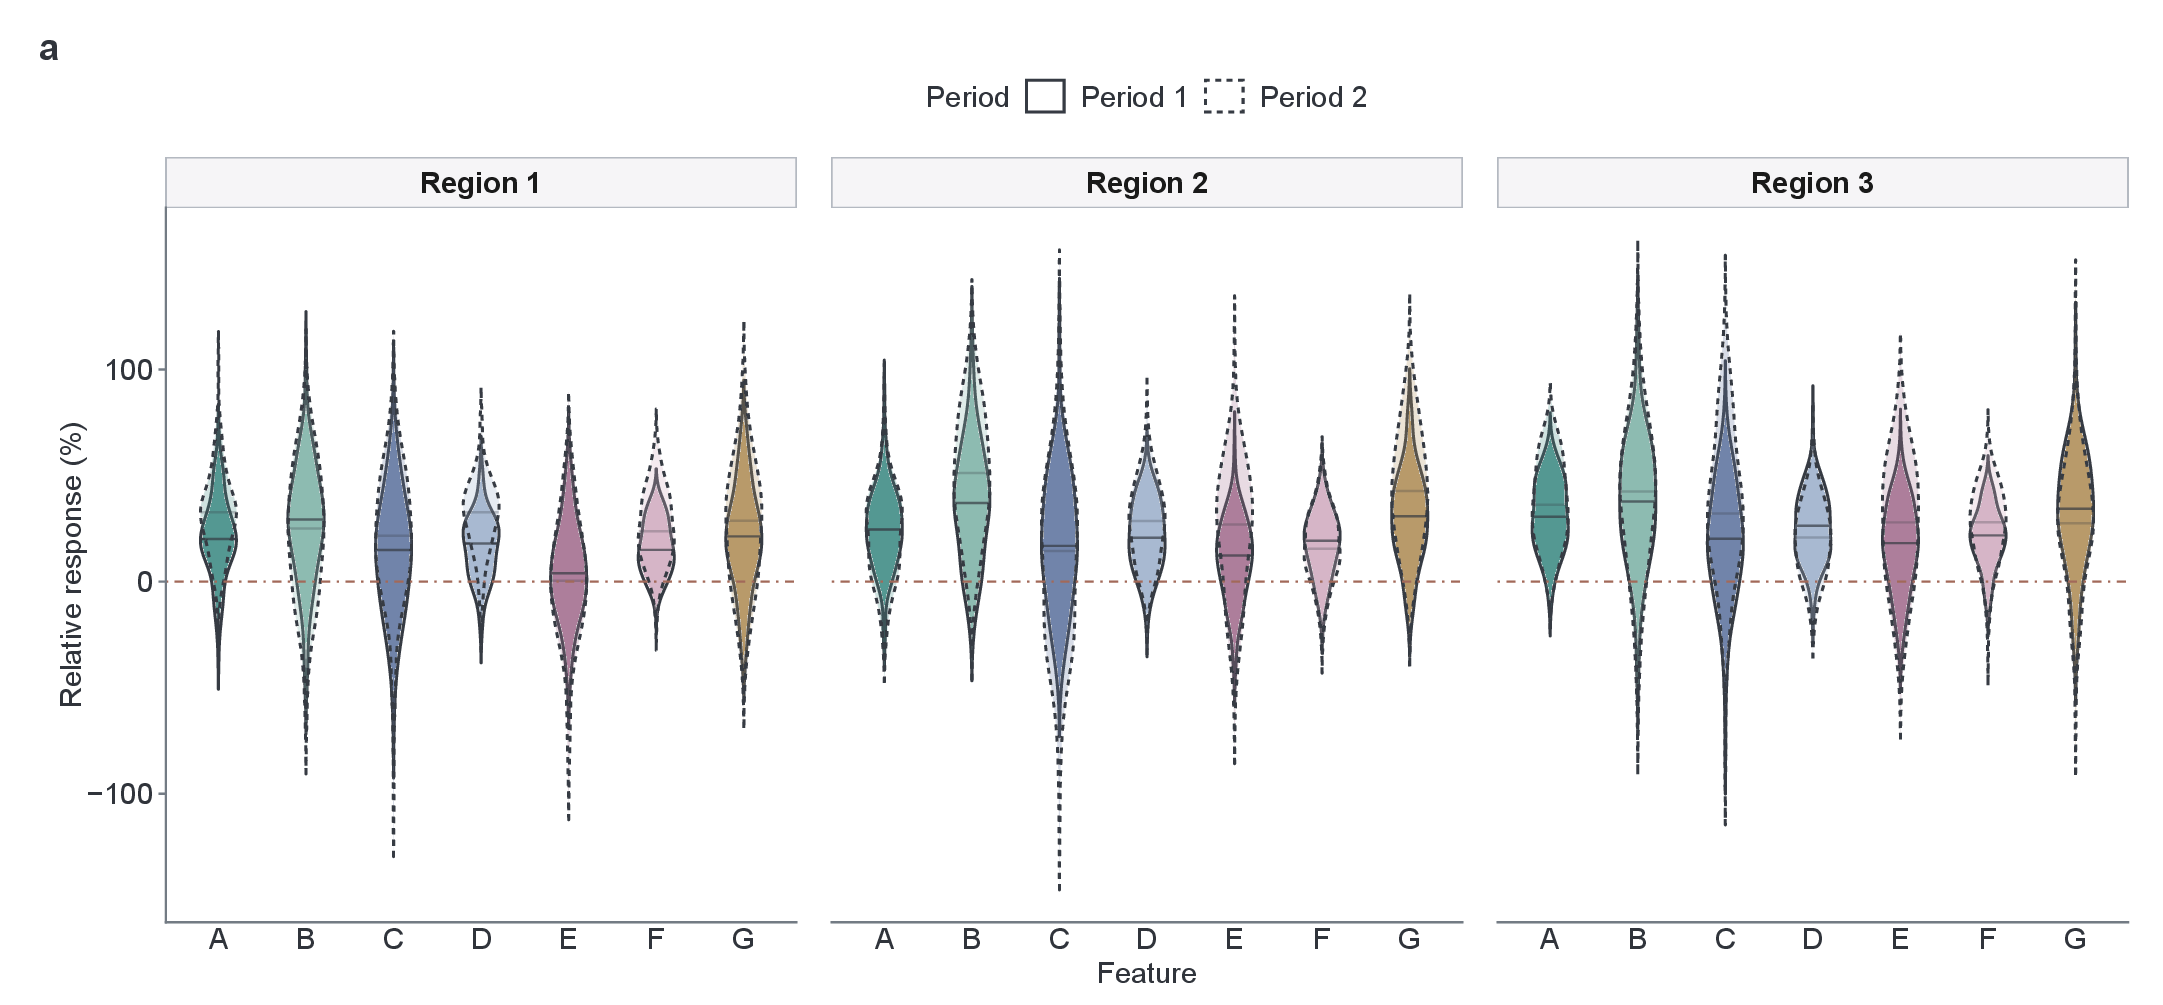 a
Period Period 1 Period 2
Region 1 Region 2 Region 3
Relative response (%)
100
0
−100
A B C D E F G A B C D E F G A B C D E F G
Feature